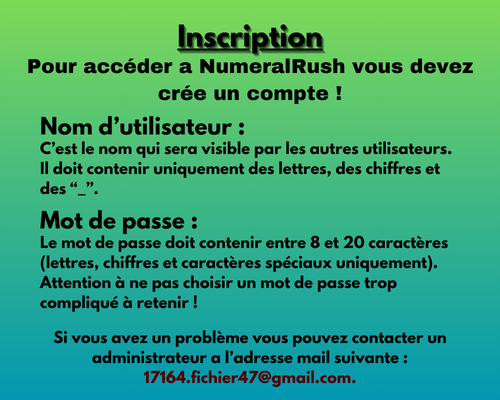 Inscription
Pour accéder a NumeralRush vous devez
crée un compte !
Nom d’utilisateur :
C’est le nom qui sera visible par les autres utilisateurs.
Il doit contenir uniquement des lettres, des chiffres et
des “_”.
Mot de passe :
Le mot de passe doit contenir entre 8 et 20 caractères
(lettres, chiffres et caractères spéciaux uniquement).
Attention à ne pas choisir un mot de passe trop
compliqué à retenir !
Si vous avez un problème vous pouvez contacter un
administrateur a l’adresse mail suivante :
17164.fichier47@gmail.com.